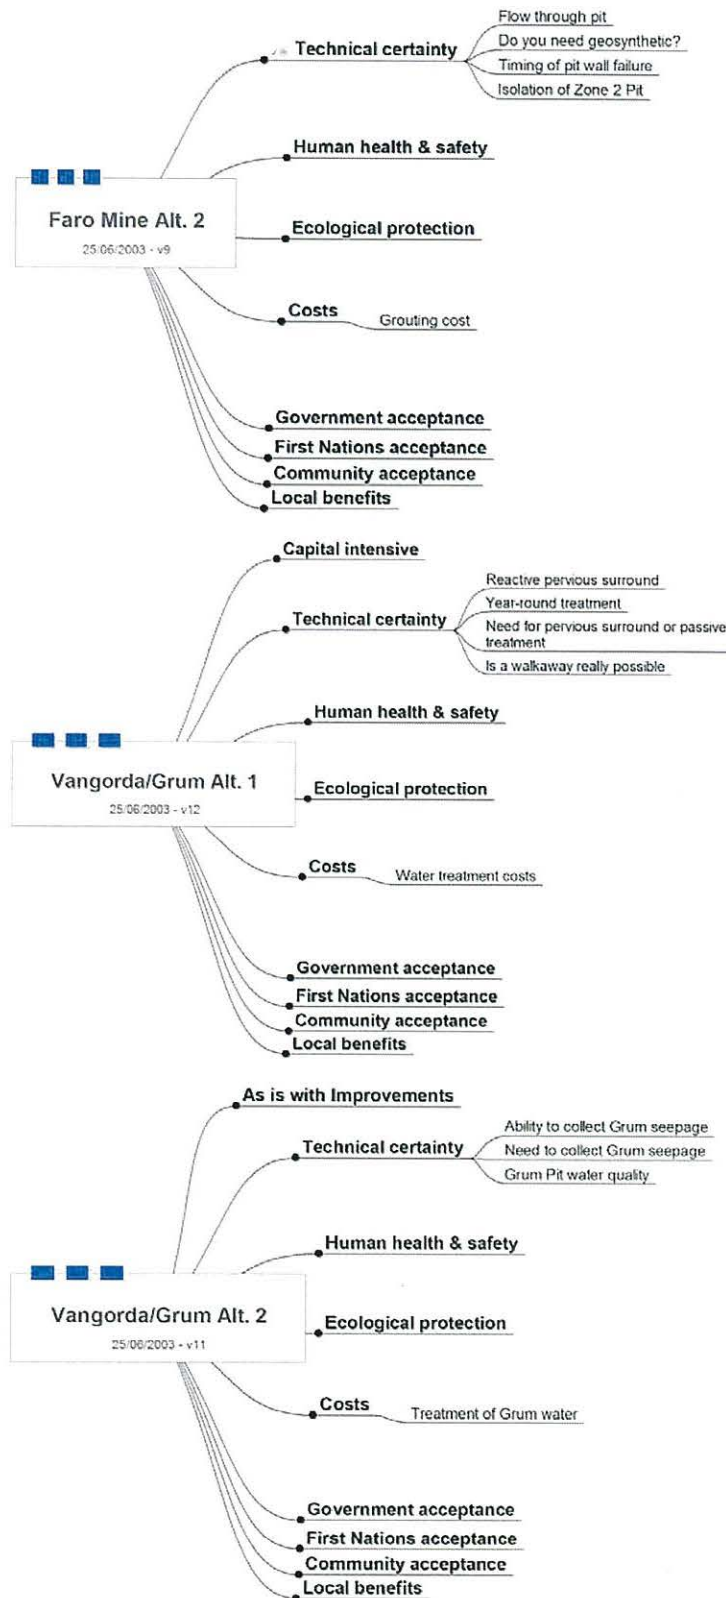 Flow through pit
Technical certainty
Do you need geosynthetic?
Timing of pit wall failure
Isolation of Zone 2 Pit
Human health & safety
Faro Mine Alt. 2
25/06/2003 - v9
Ecological protection
Costs
Grouting cost
Government acceptance
First Nations acceptance
Community acceptance
Local benefits
Capital intensive
Reactive pervious surround
Year-round treatment
Technical certainty
Need for pervious surround or passive
treatment
Is a walkaway really possible
Human health & safety
Vangorda/Grum Alt. 1
25/06/2003 - v12
Ecological protection
Costs
Water treatment costs
Government acceptance
First Nations acceptance
Community acceptance
Local benefits
As is with Improvements
Ability to collect Grum seepage
Technical certainty
Need to collect Grum seepage
Grum Pit water quality
Human health & safety
Vangorda/Grum Alt. 2
25/06/2003 - v11
Ecological protection
Costs
Treatment of Grum water
Government acceptance
First Nations acceptance
Community acceptance
Local benefits